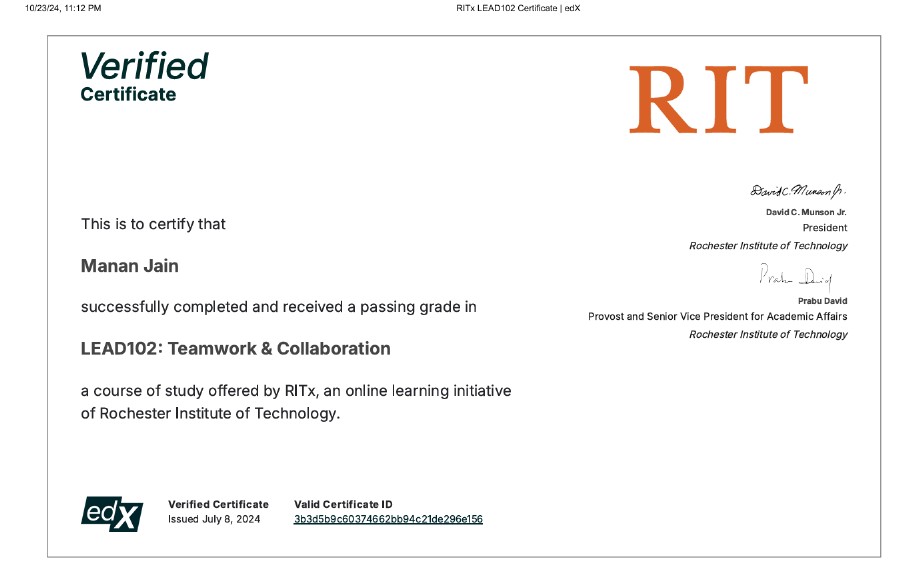 10/23/24, 11:12 PM
RITx LEAD102 Certificate | edX
Verified
Certificate
RIT
David C. Munson Jr.
David C. Munson Jr.
President
Rochester Institute of Technology
This is to certify that
Manan Jain
successfully completed and received a passing grade in
LEAD102: Teamwork & Collaboration
a course of study offered by RITx, an online learning initiative
of Rochester Institute of Technology.
Prabu David
Prabu David
Provost and Senior Vice President for Academic Affairs
Rochester Institute of Technology
edX
Verified Certificate
Issued July 8, 2024
Valid Certificate ID
3b3d5b9c60374662bb94c21de296e156